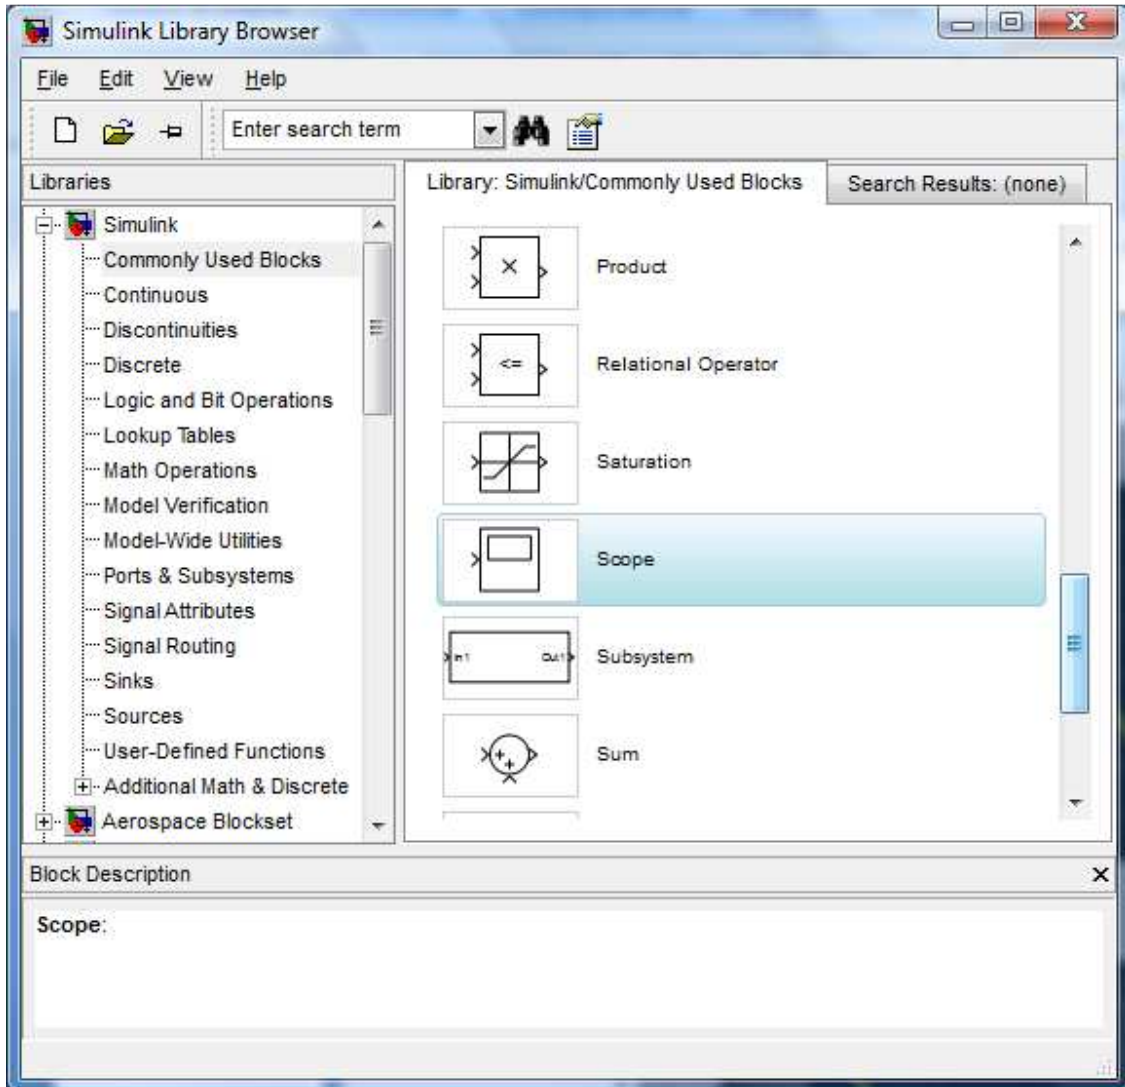 Simulink Library Browser
File Edit View Help
Enter search term
Libraries
Simulink
Commonly Used Blocks
Continuous
Discontinuities
Discrete
Logic and Bit Operations
Lookup Tables
Math Operations
Model Verification
Model-Wide Utilities
Ports & Subsystems
Signal Attributes
Signal Routing
Sinks
Sources
User-Defined Functions
Additional Math & Discrete
Aerospace Blockset
Library: Simulink/Commonly Used Blocks
Search Results: (none)
× Product
<= Relational Operator
Saturation
Scope
In1 Out1 Subsystem
+ + Sum
Block Description
Scope: